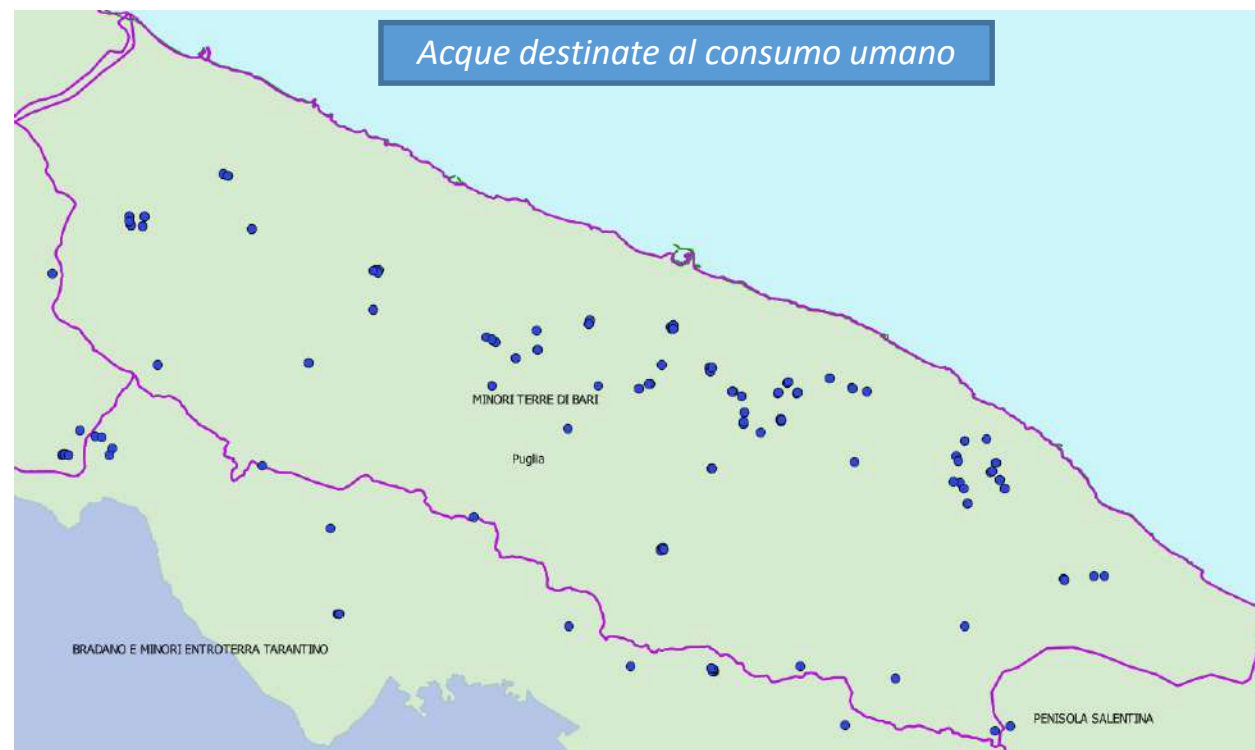 Acque destinate al consumo umano
MINORI TERRE DI BARI
Puglia
BRADANO E MINORI ENTROTERRA TARANTINO
PENISOLA SALENTINA